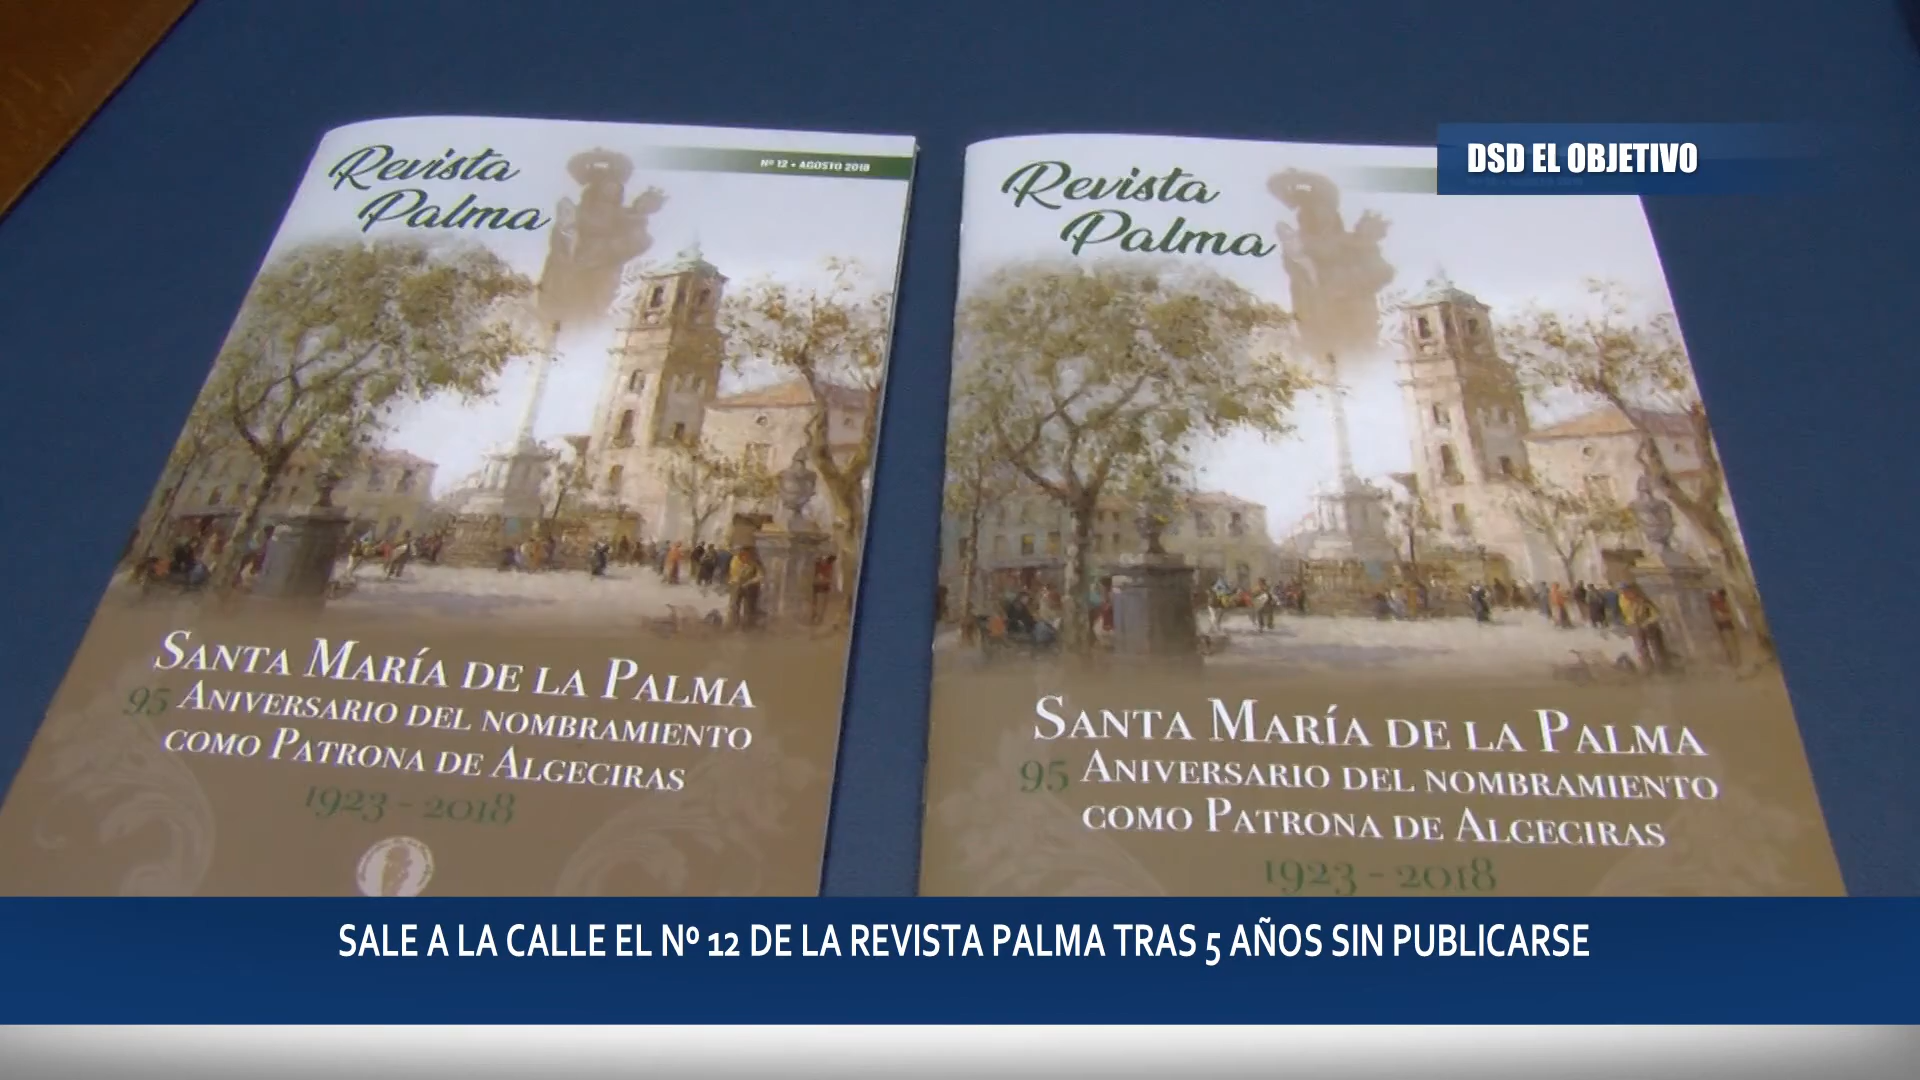 Revista
Palma
Nº 12 • AGOSTO 2018
SANTA MARÍA DE LA PALMA
95 ANIVERSARIO DEL NOMBRAMIENTO
COMO PATRONA DE ALGECIRAS
1923 - 2018
Revista
Palma
DSD EL OBJETIVO
SANTA MARÍA DE LA PALMA
95 ANIVERSARIO DEL NOMBRAMIENTO
COMO PATRONA DE ALGECIRAS
1923 - 2018
SALE A LA CALLE EL Nº 12 DE LA REVISTA PALMA TRAS 5 AÑOS SIN PUBLICARSE